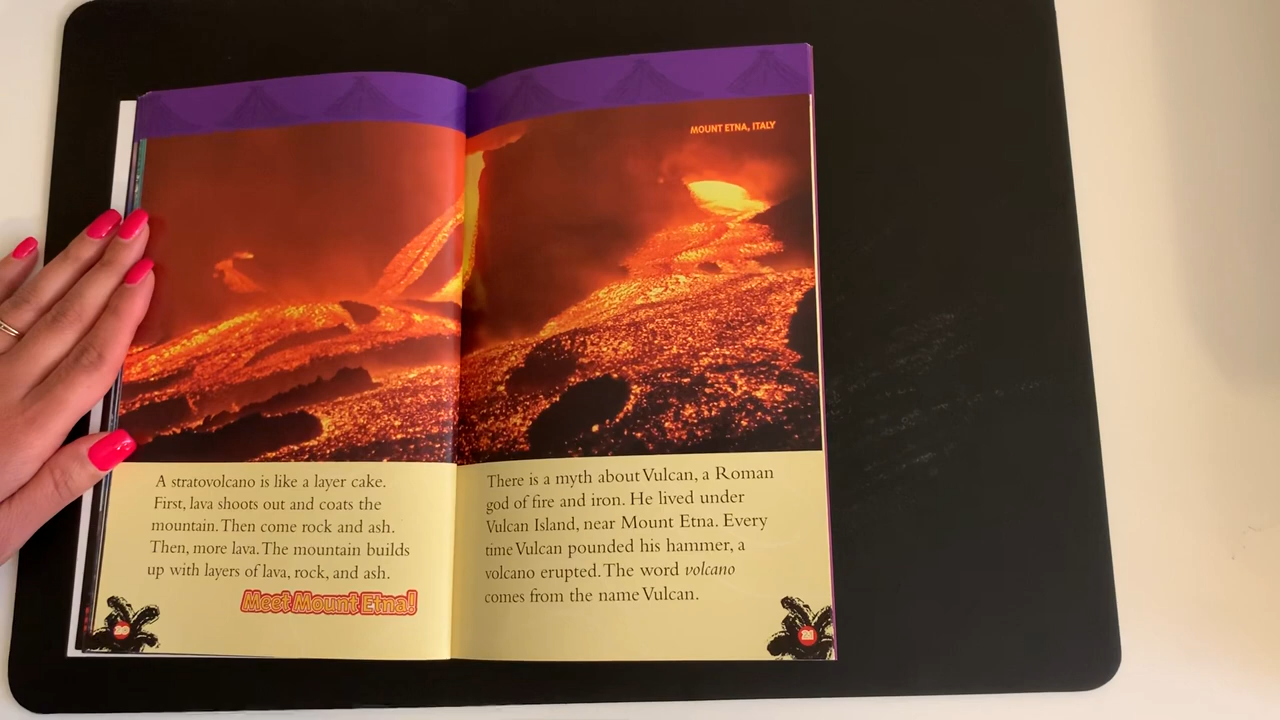 MOUNT ETNA, ITALY
A stratovolcano is like a layer cake.
First, lava shoots out and coats the
mountain. Then come rock and ash.
Then, more lava. The mountain builds
up with layers of lava, rock, and ash.
Meet Mount Etna!
20
There is a myth about Vulcan, a Roman
god of fire and iron. He lived under
Vulcan Island, near Mount Etna. Every
time Vulcan pounded his hammer, a
volcano erupted. The word volcano
comes from the name Vulcan.
21